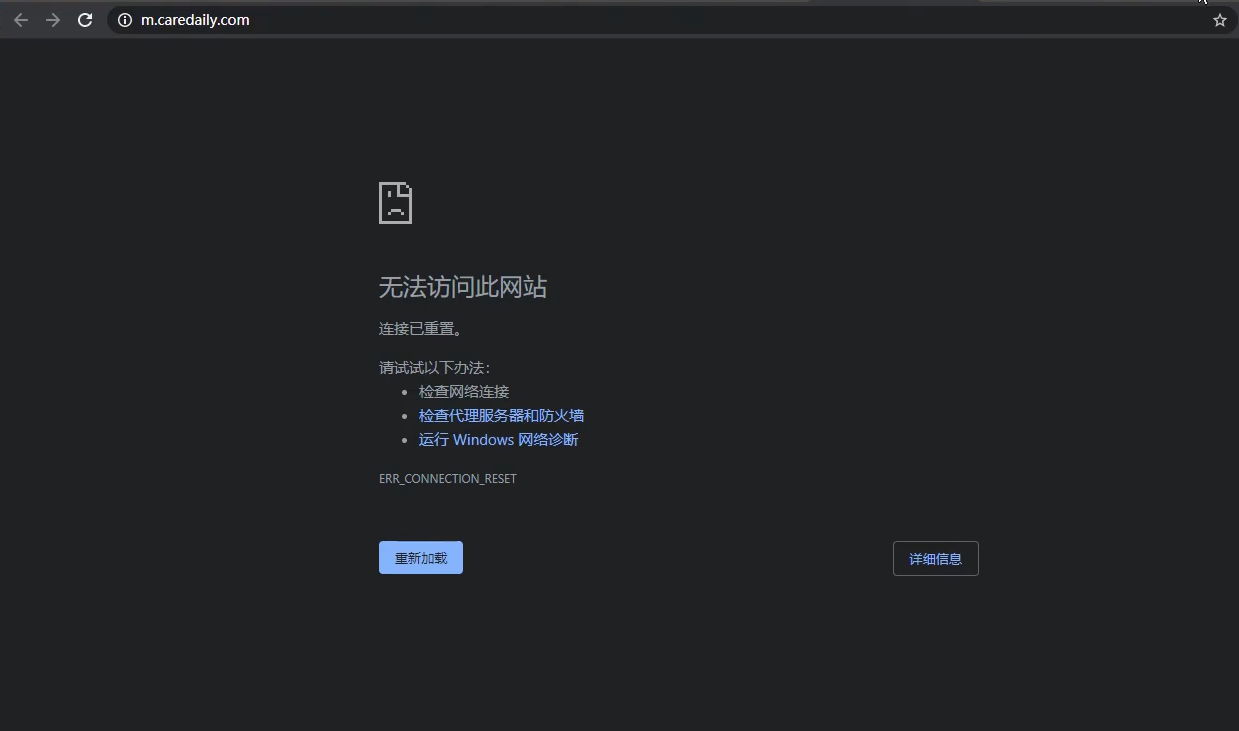 m.caredaily.com
无法访问此网站
连接已重置。
请试试以下办法：
检查网络连接
检查代理服务器和防火墙
运行 Windows 网络诊断
ERR_CONNECTION_RESET
重新加载
详细信息